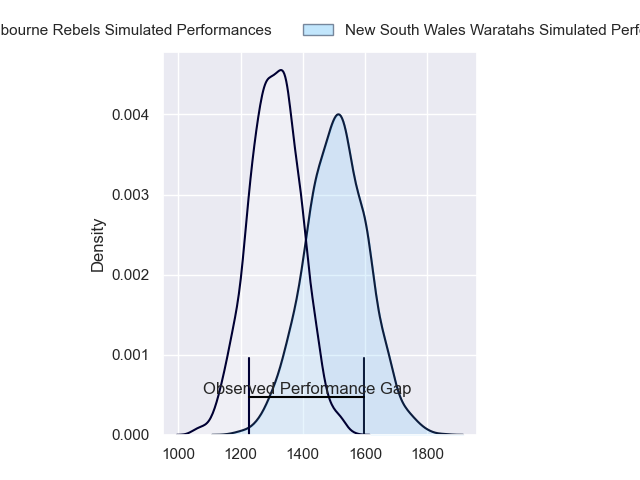 bourne Rebels Simulated Performances New South Wales Waratahs Simulated Perf
0.004
0.003
0.002
0.001
0.000
Density
Observed Performance Gap
1000 1200 1400 1600 1800